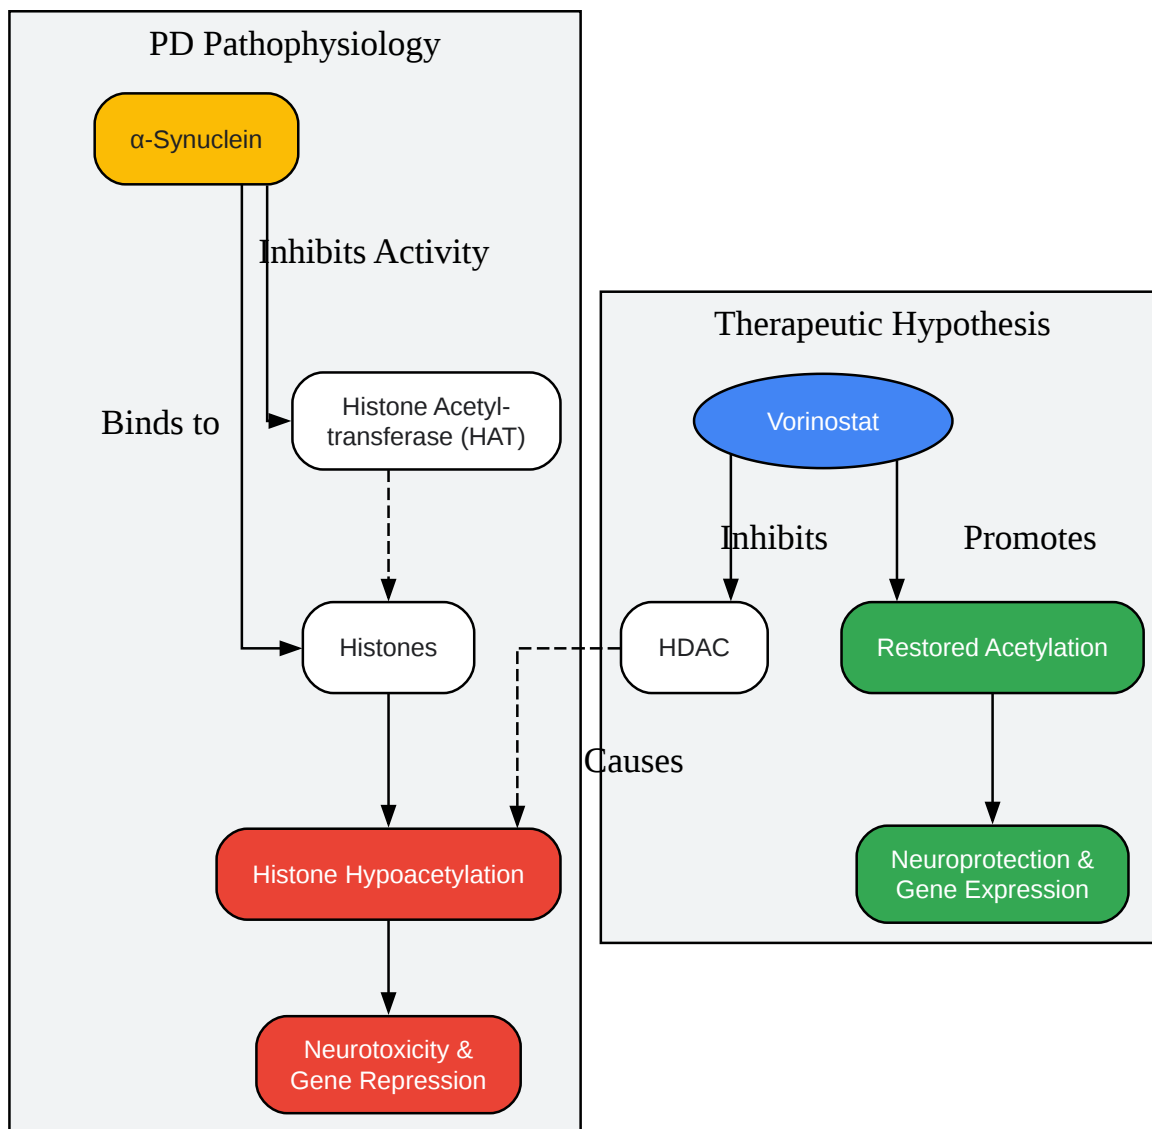 PD Pathophysiology
α-Synuclein
Inhibits Activity
Binds to
Histone Acetyl-
transferase (HAT)
Histones
Histone Hypoacetylation
Neurotoxicity &
Gene Repression
Therapeutic Hypothesis
Vorinostat
Inhibits
Promotes
HDAC
Restored Acetylation
Causes
Neuroprotection &
Gene Expression